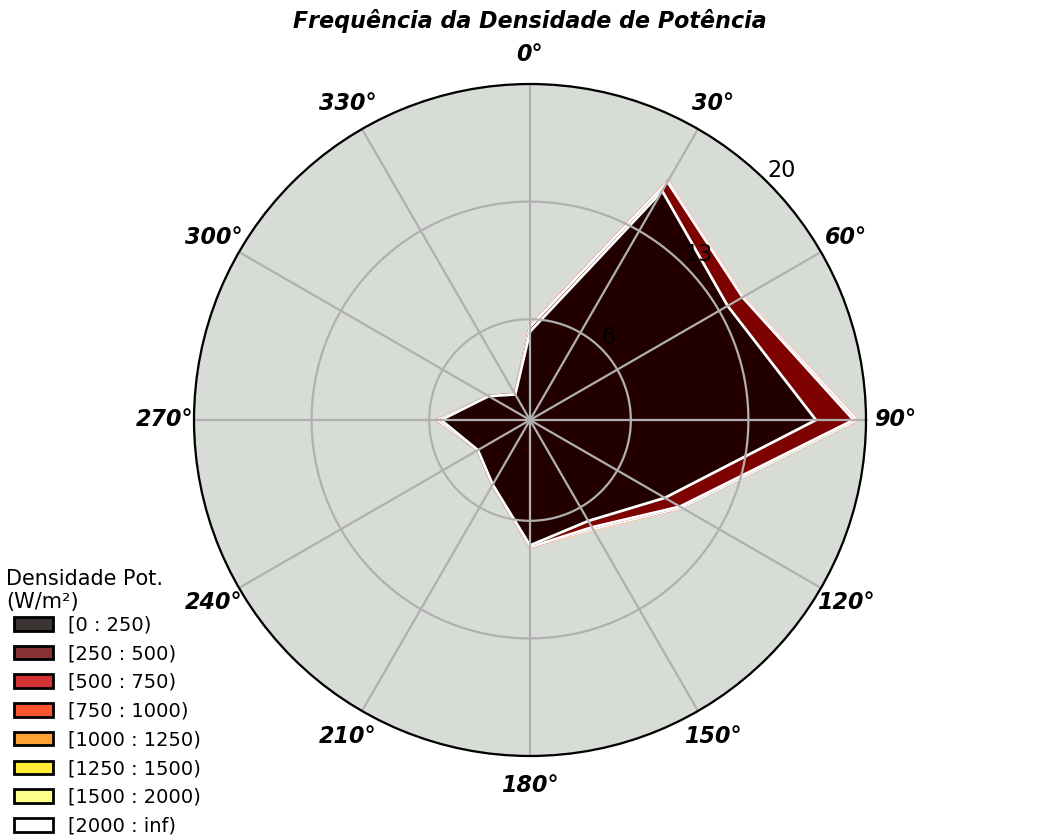 Frequência da Densidade de Potência
0°
330°
30°
20
300°
60°
13
6
270°
90°
240°
120°
210°
150°
180°
Densidade Pot.
(W/m²)
[0 : 250)
[250 : 500)
[500 : 750)
[750 : 1000)
[1000 : 1250)
[1250 : 1500)
[1500 : 2000)
[2000 : inf)